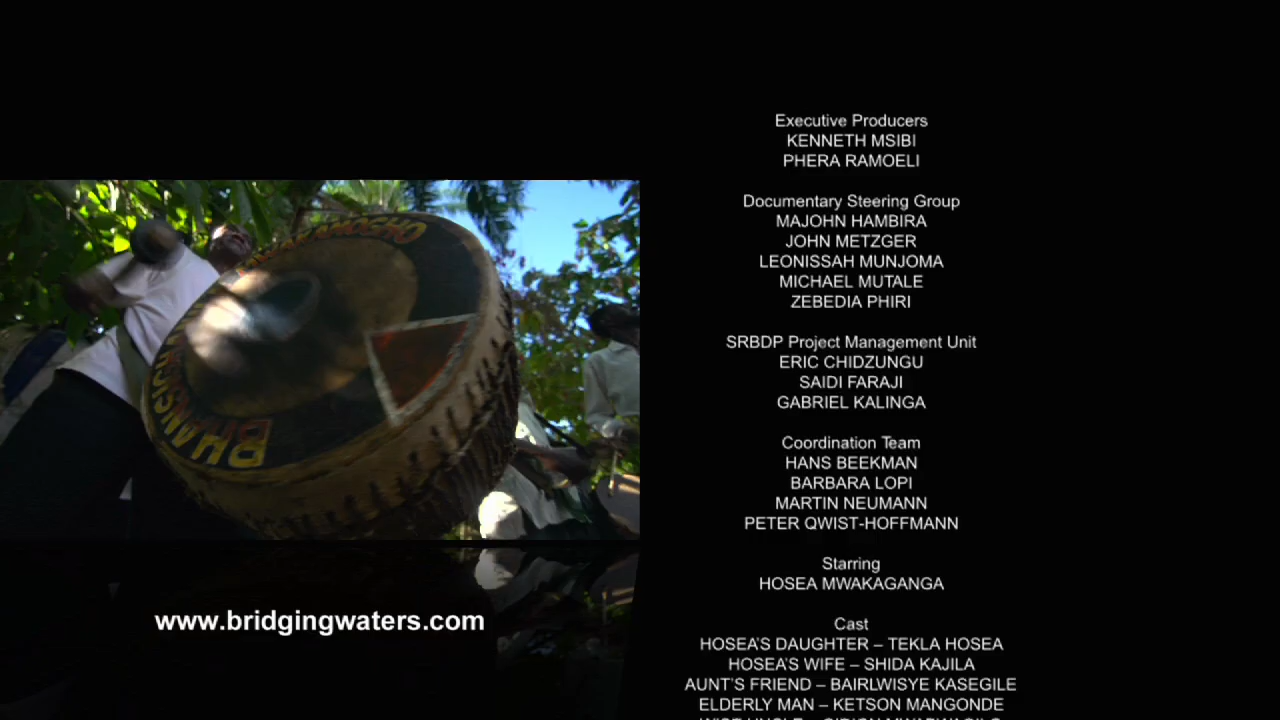 BHANSICHA
www.bridgingwaters.com
Executive Producers
KENNETH MSIBI
PHERA RAMOELI
Documentary Steering Group
MAJOHN HAMBIRA
JOHN METZGER
LEONISSAH MUNJOMA
MICHAEL MUTALE
ZEBEDIA PHIRI
SRBDP Project Management Unit
ERIC CHIDZUNGU
SAIDI FARAJI
GABRIEL KALINGA
Coordination Team
HANS BEEKMAN
BARBARA LOPI
MARTIN NEUMANN
PETER QWIST-HOFFMANN
Starring
HOSEA MWAKAGANGA
Cast
HOSEA'S DAUGHTER – TEKLA HOSEA
HOSEA'S WIFE – SHIDA KAJILA
AUNT'S FRIEND – BAIRLWISYE KASEGILE
ELDERLY MAN – KETSON MANGONDE